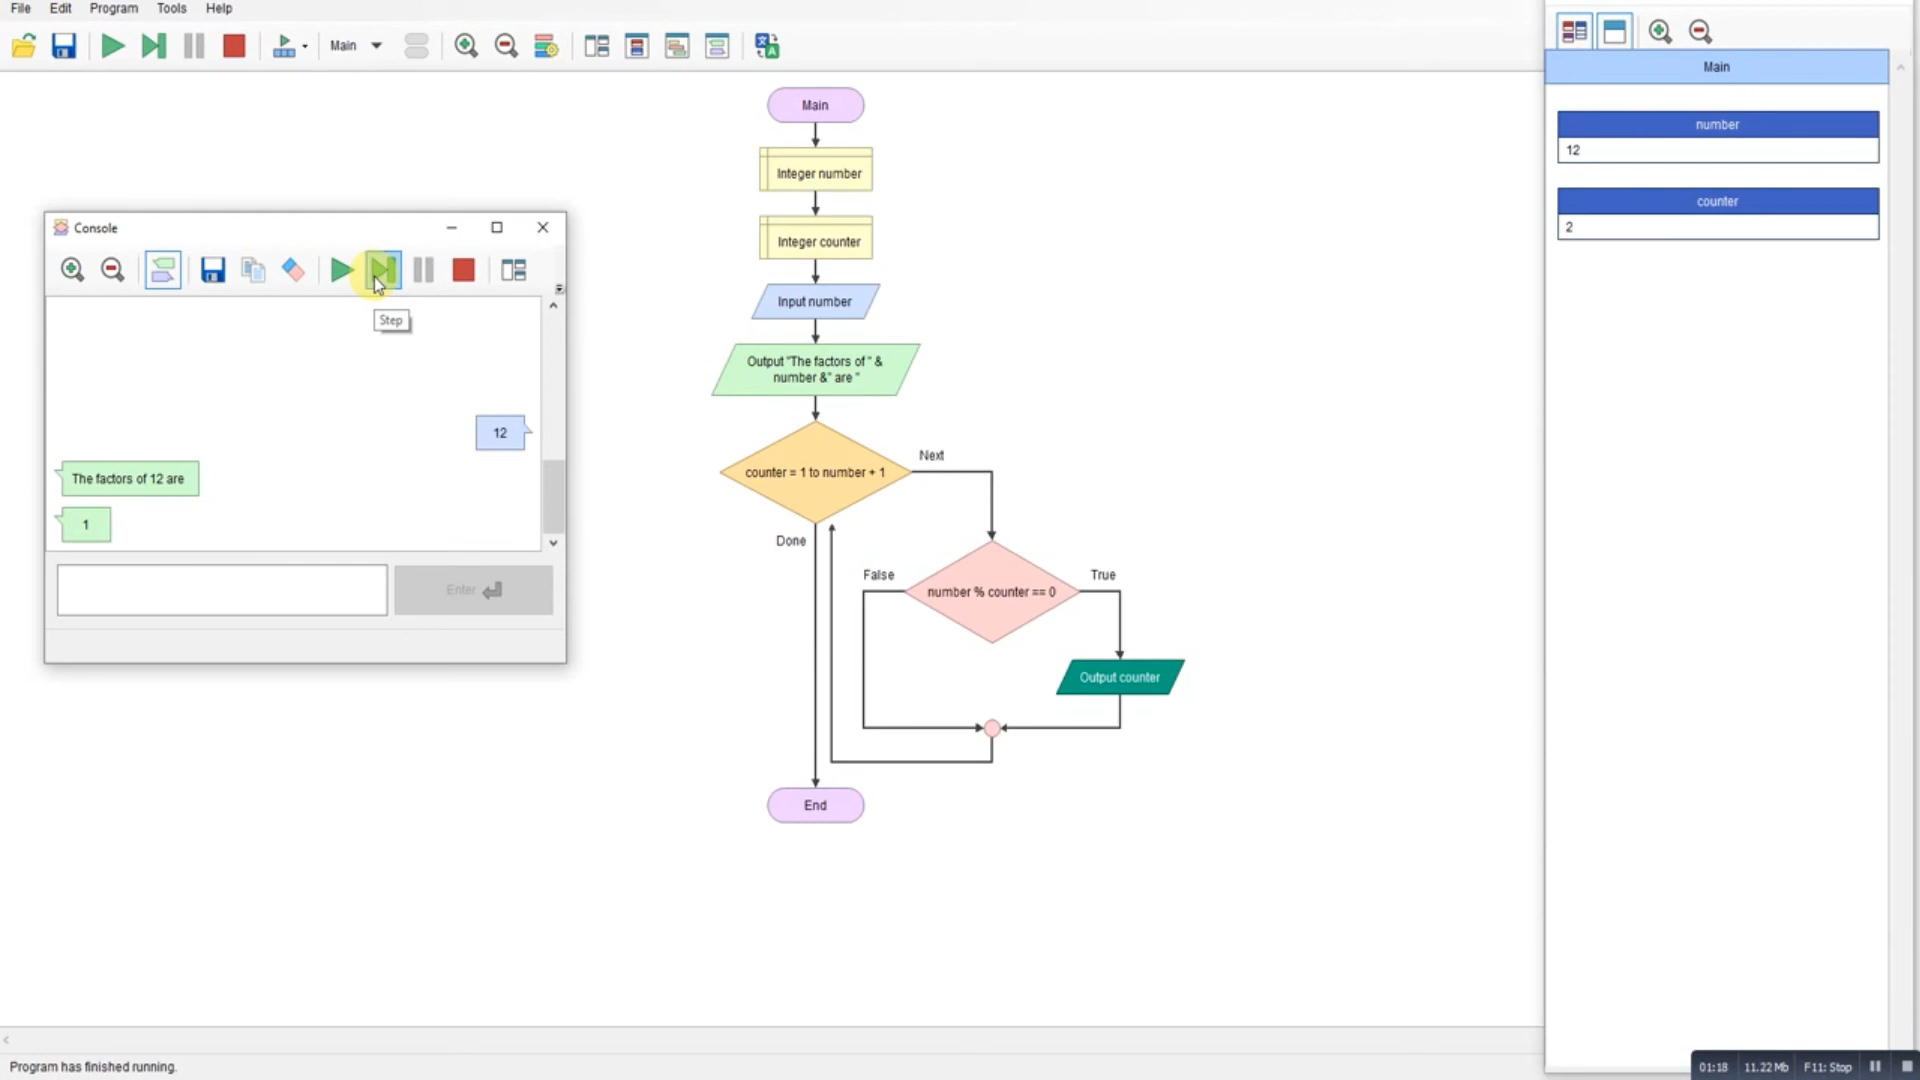 File Edit Program Tools Help
Main
Main
number
12
counter
2
Console
Step
12
The factors of 12 are
1
Enter
Main
Integer number
Integer counter
Input number
Output "The factors of " &
number &" are "
counter = 1 to number + 1
Next
Done
False
True
number % counter == 0
Output counter
End
Program has finished running.
01:18 11.22 Mb F11: Stop